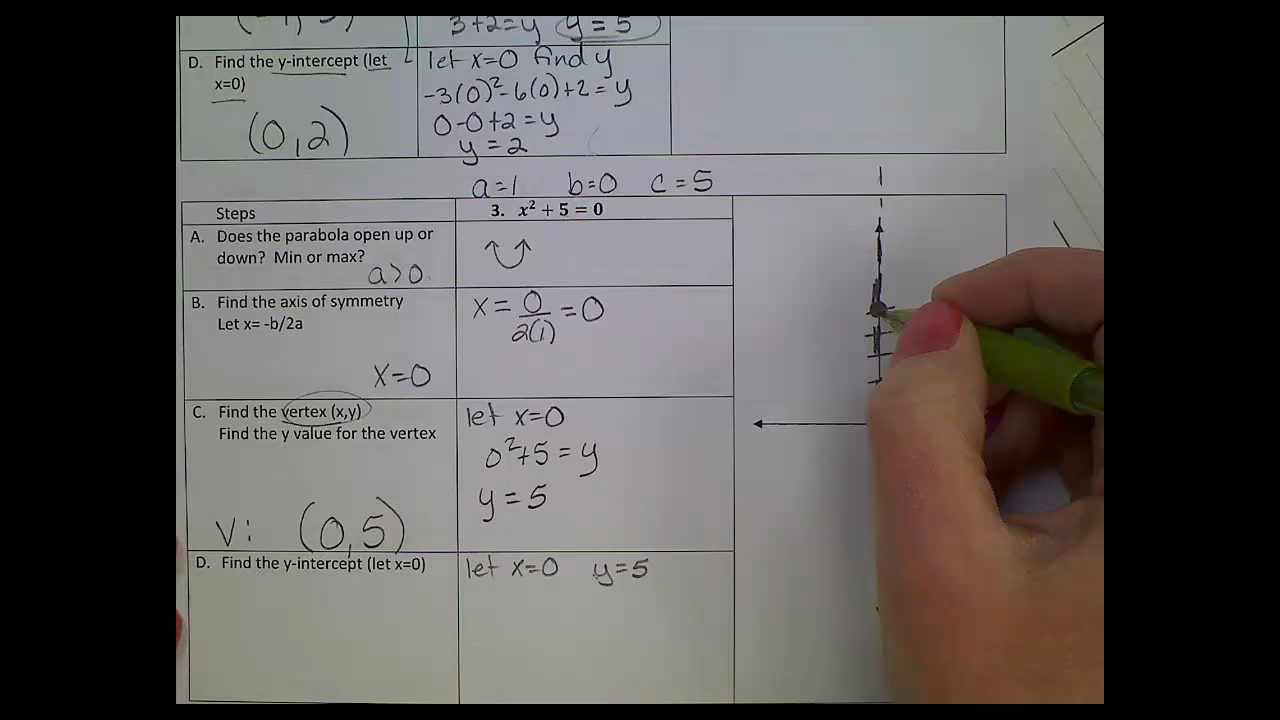 3+2=y y=5
D. Find the y-intercept (let
x=0)
(0,2)
let x=0 find y
-3(0)²-6(0)+2=y
0-0+2=y
y=2
a=1 b=0 c=5
Steps
3. x² + 5 = 0
A. Does the parabola open up or
down? Min or max?
a>0
B. Find the axis of symmetry
Let x= -b/2a
x=0
x = 0/2(1) = 0
C. Find the vertex (x,y)
Find the y value for the vertex
V: (0,5)
let x=0
0²+5=y
y=5
D. Find the y-intercept (let x=0)
let x=0 y=5